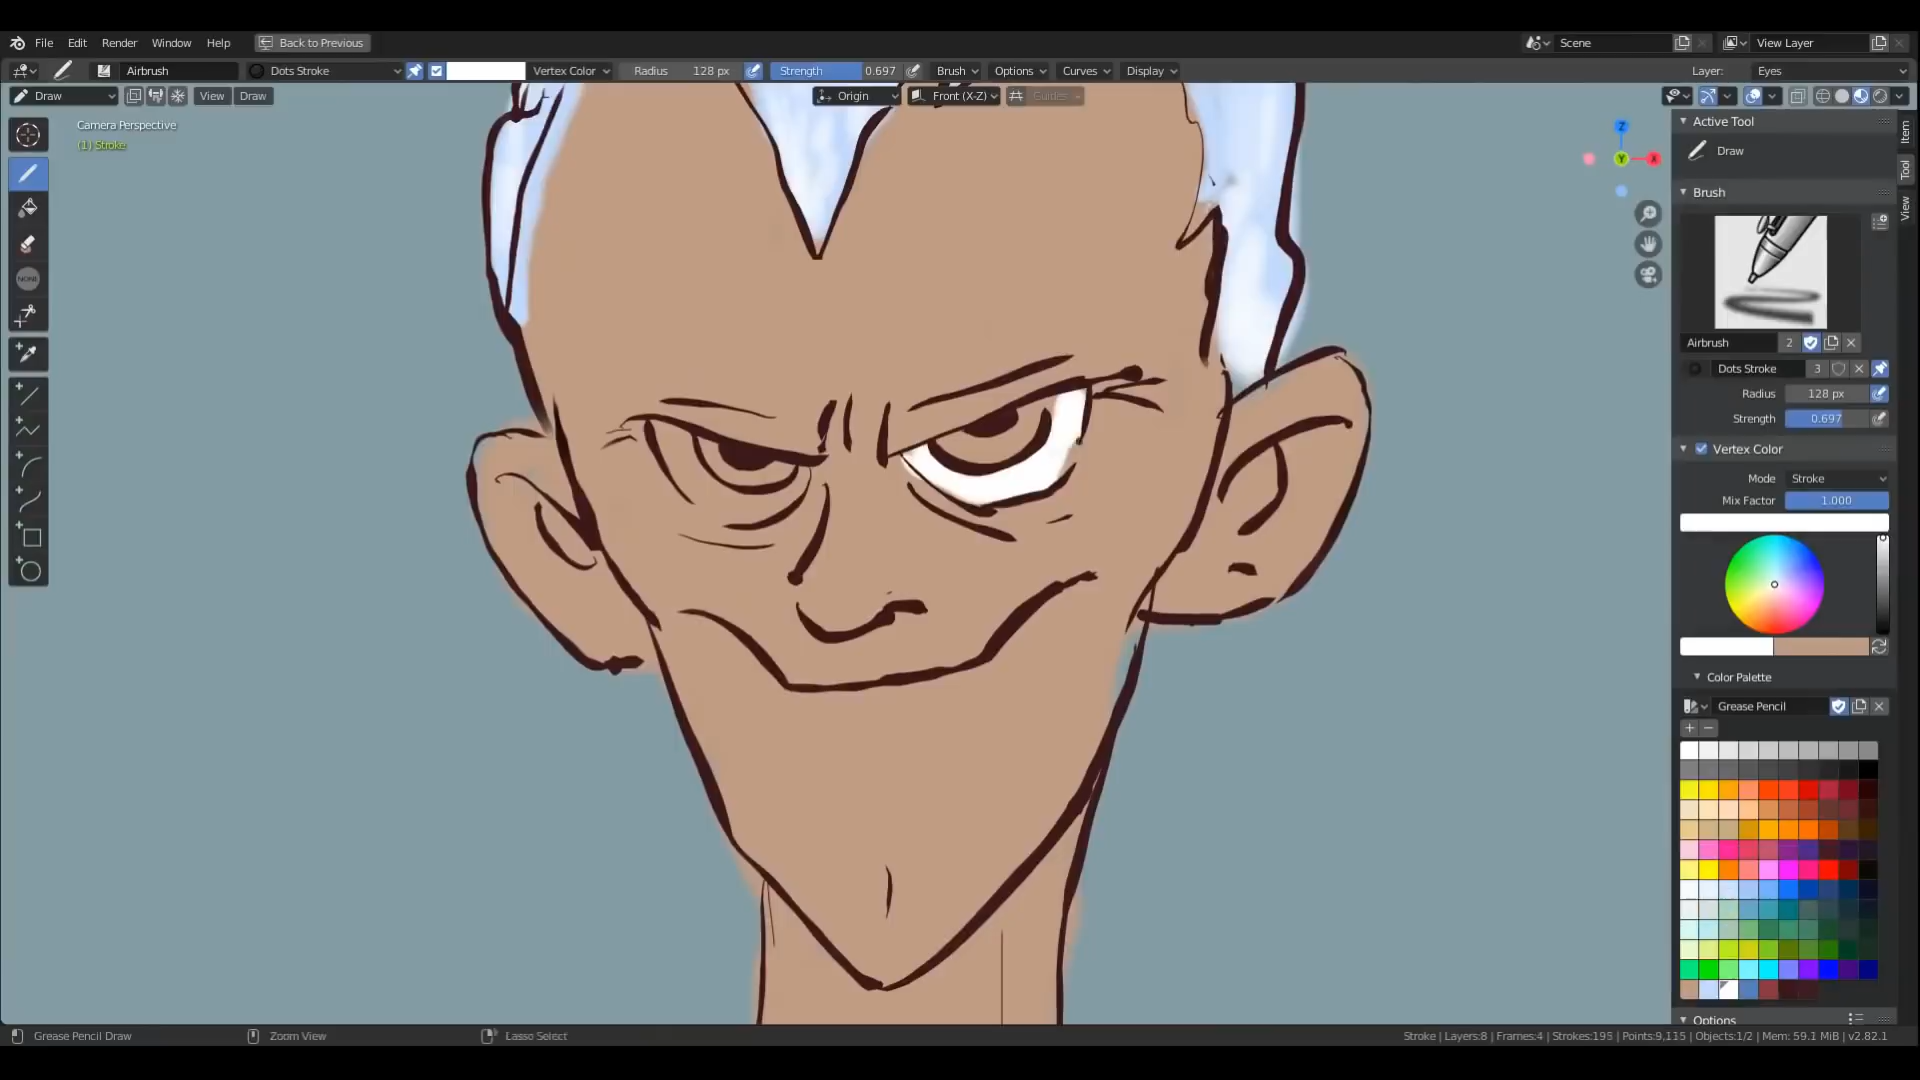 File Edit Render Window Help Back to Previous Scene View Layer
Airbrush Dots Stroke Vertex Color Radius 128 px Strength 0.697 Brush Options Curves Display Layer: Eyes
Draw View Draw Origin Front (X-Z) Guides
Camera Perspective
(1) Stroke
Z
Y X
NONE
Active Tool
Draw
Brush
Item
Tool
View
Airbrush 2
Dots Stroke 3
Radius 128 px
Strength 0.697
Vertex Color
Mode Stroke
Mix Factor 1.000
Color Palette
Grease Pencil
Options
Grease Pencil Draw Zoom View Lasso Select Stroke | Layers:8 | Frames:4 | Strokes:195 | Points:9,115 | Objects:1/2 | Mem: 59.1 MiB | v2.82.1